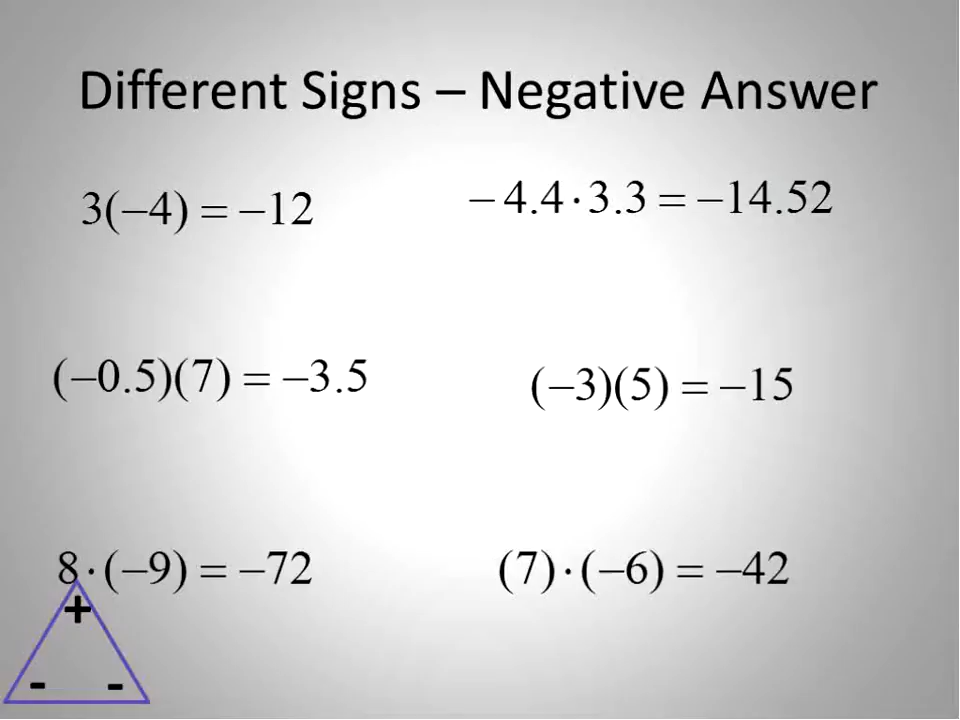 Different Signs – Negative Answer
3(−4) = −12
− 4.4 · 3.3 = −14.52
(−0.5)(7) = −3.5
(−3)(5) = −15
8 · (−9) = −72
(7) · (−6) = −42
+
- -